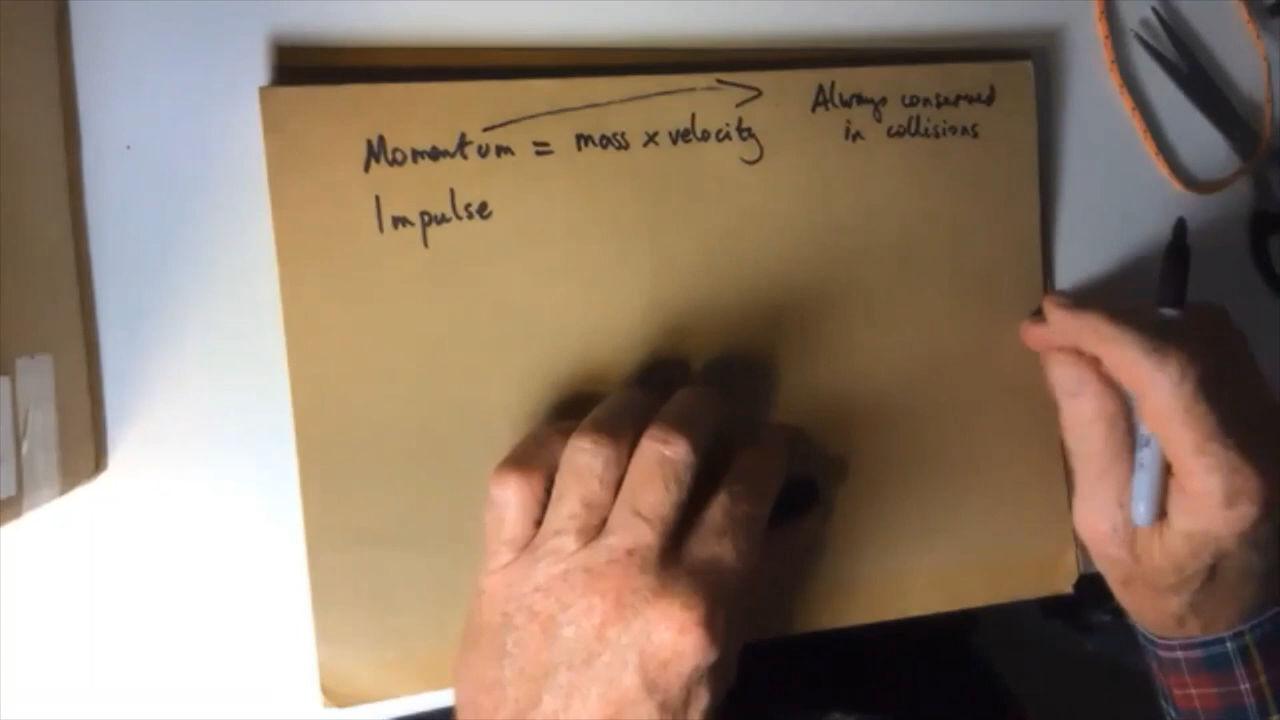 Momentum = mass x velocity
Always conserved
in collisions
Impulse